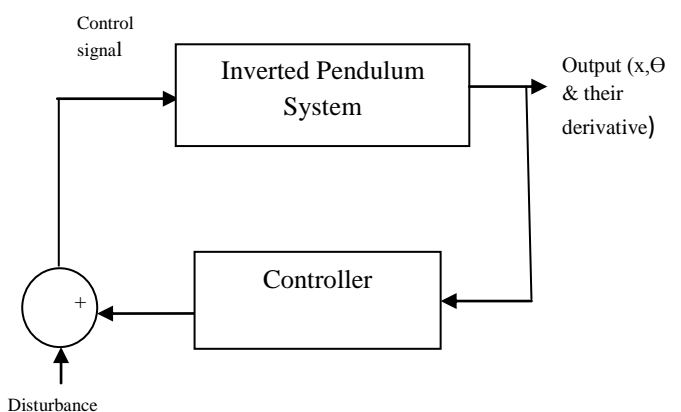 Control
signal
Inverted Pendulum
System
Output (x,ϴ
& their
derivative)
Controller
+
Disturbance